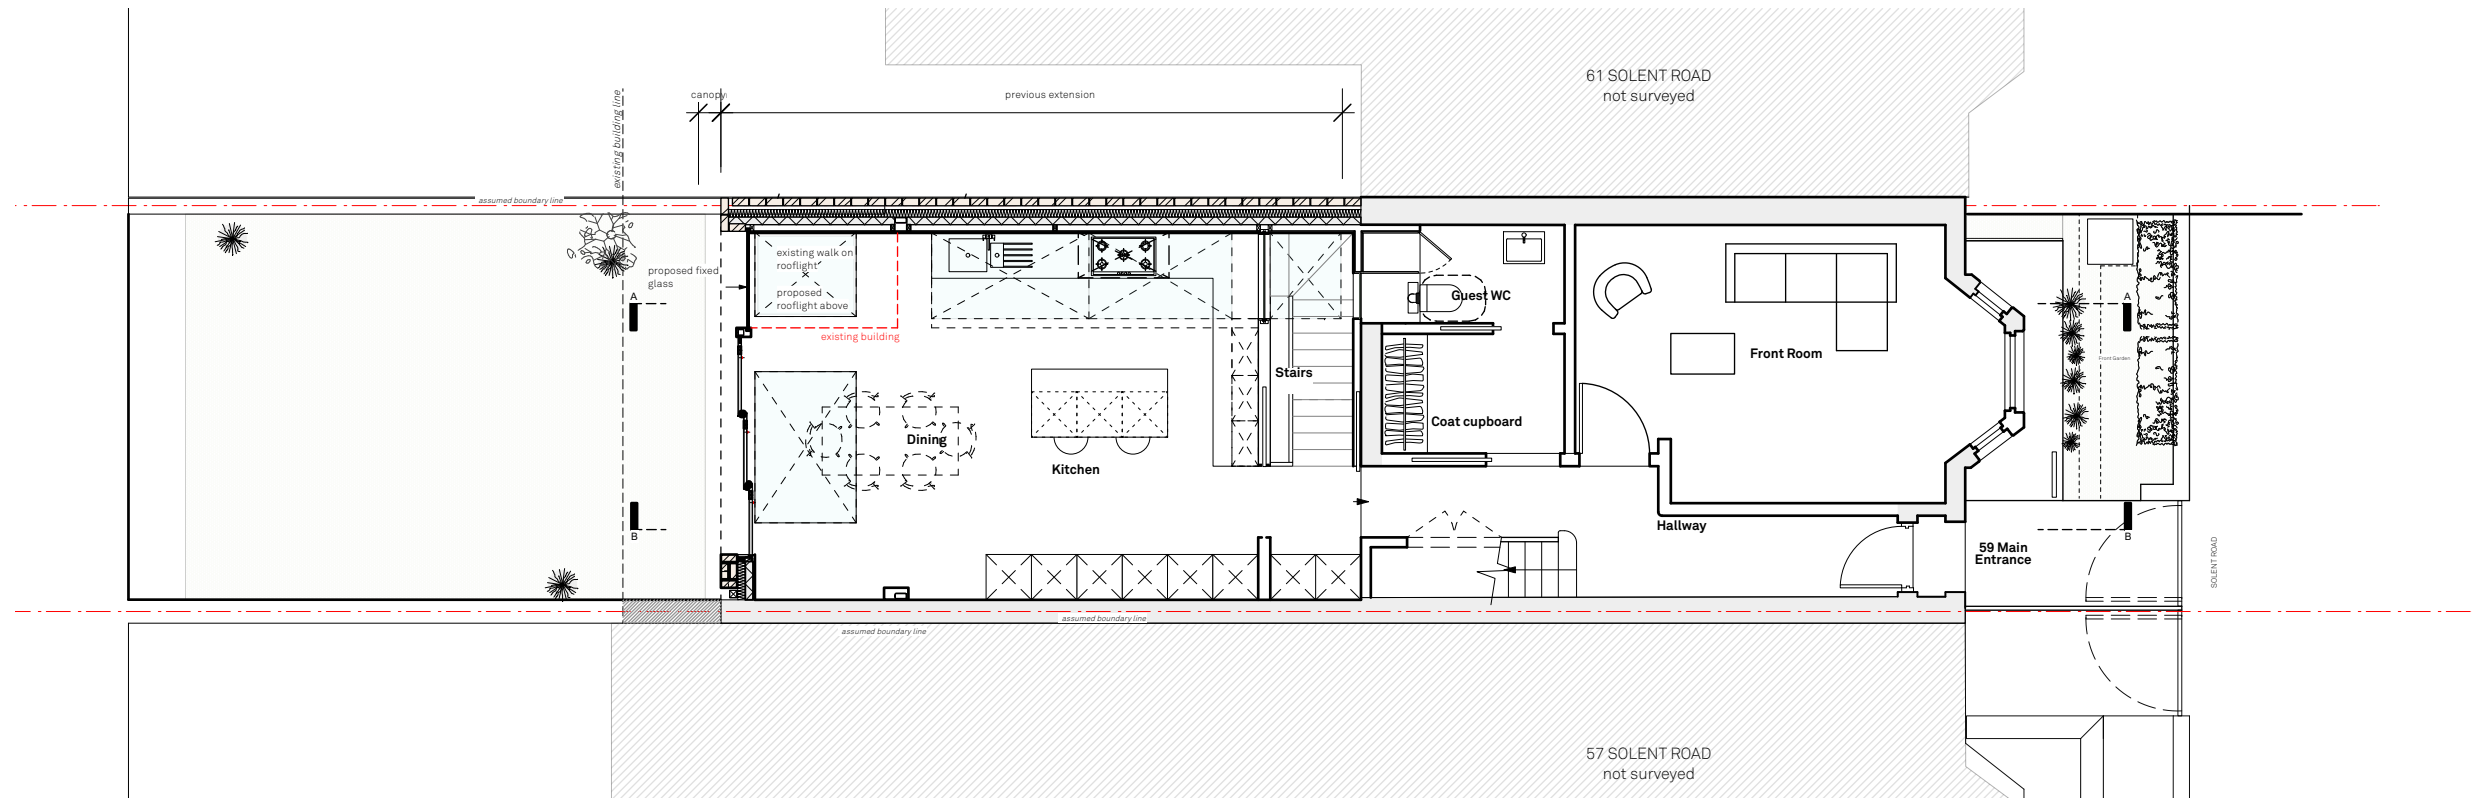 61 SOLENT ROAD
not surveyed
canopy
previous extension
existing building line
assumed boundary line
existing walk on
rooflight
proposed fixed
glass
proposed
rooflight above
A
A
Guest WC
existing building
Front Room
Front Garden
Stairs
Coat cupboard
Dining
Kitchen
Hallway
59 Main
Entrance
B
B
SOLENT ROAD
assumed boundary line
assumed boundary line
57 SOLENT ROAD
not surveyed